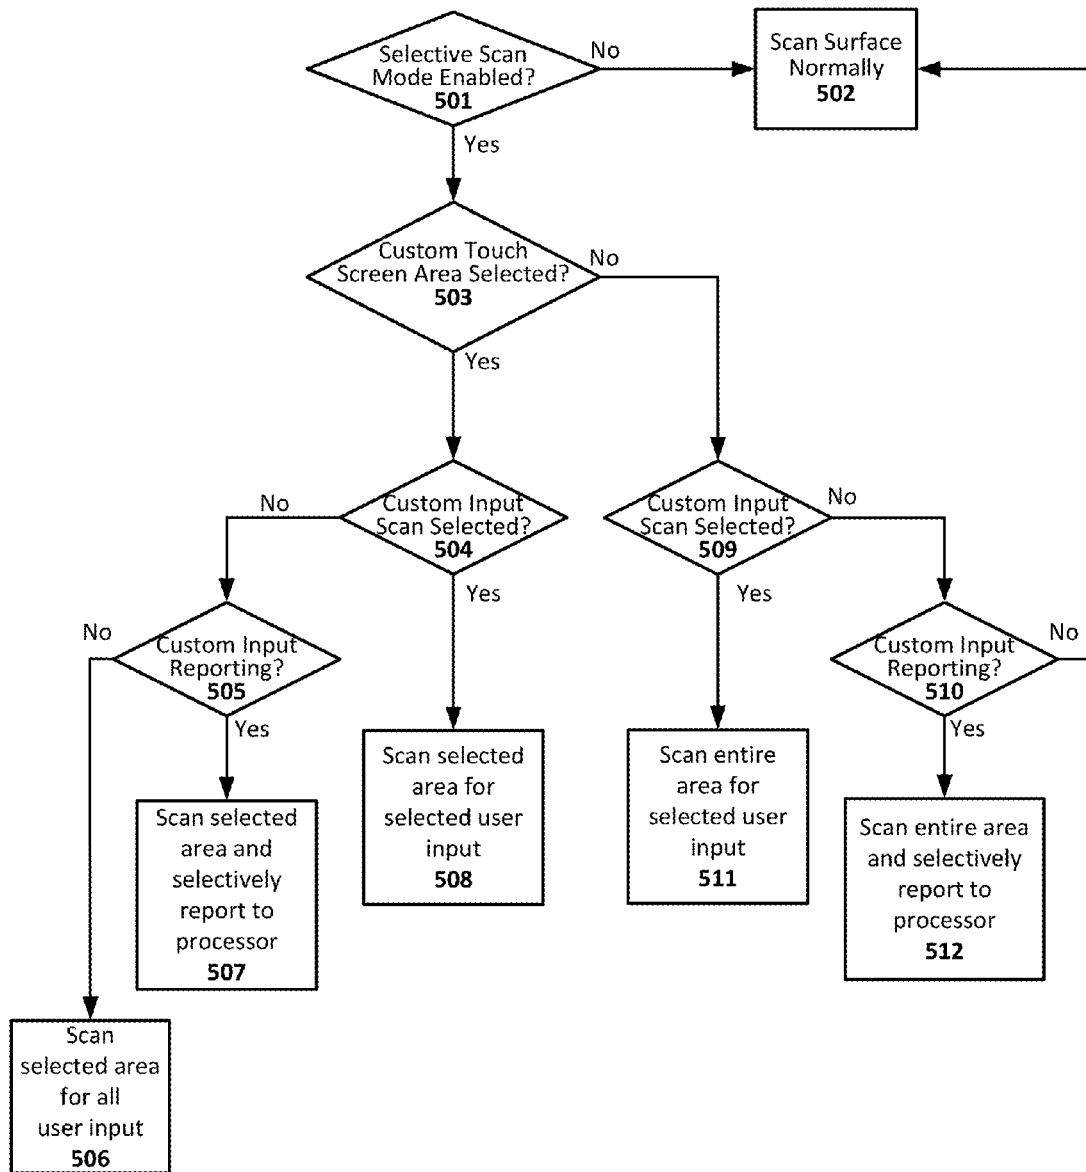 Selective Scan
Mode Enabled?
501
No
Scan Surface
Normally
502
Yes
Custom Touch
Screen Area Selected?
503
No
Yes
No
Custom Input
Scan Selected?
504
Custom Input
Scan Selected?
509
No
Yes
Yes
No
Custom Input
Reporting?
505
Custom Input
Reporting?
510
No
Yes
Yes
Scan selected
area for
selected user
input
508
Scan entire
area for
selected user
input
511
Scan selected
area and
selectively
report to
processor
507
Scan entire area
and selectively
report to
processor
512
Scan
selected area
for all
user input
506